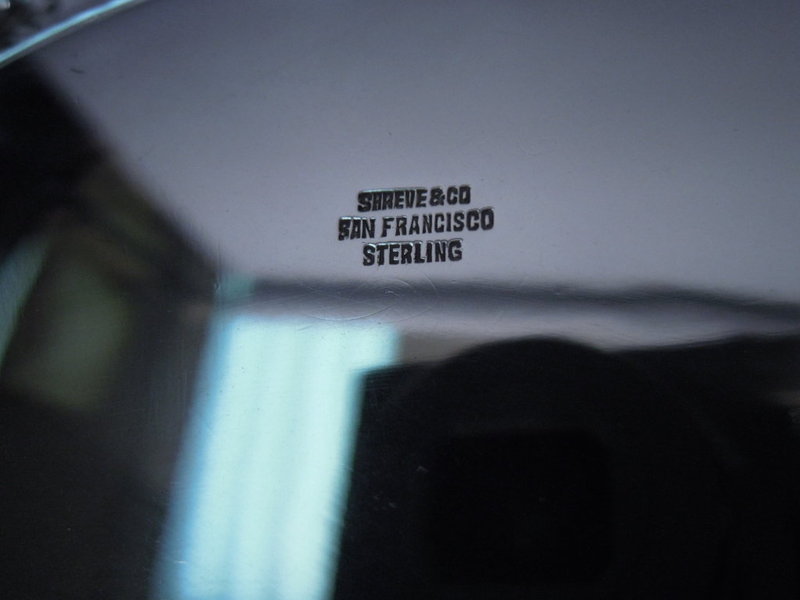 SHREVE & CO
SAN FRANCISCO
STERLING